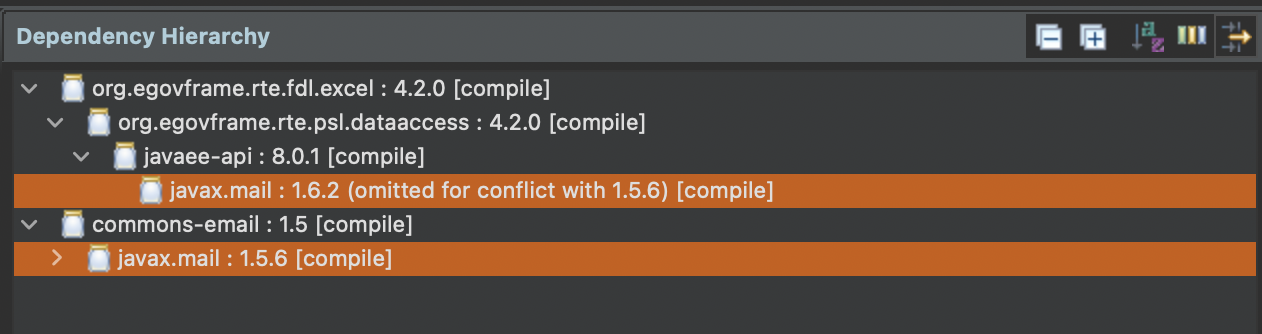 Dependency Hierarchy
org.egovframe.rte.fdl.excel : 4.2.0 [compile]
org.egovframe.rte.psl.dataaccess : 4.2.0 [compile]
javaee-api : 8.0.1 [compile]
javax.mail : 1.6.2 (omitted for conflict with 1.5.6) [compile]
commons-email : 1.5 [compile]
javax.mail : 1.5.6 [compile]